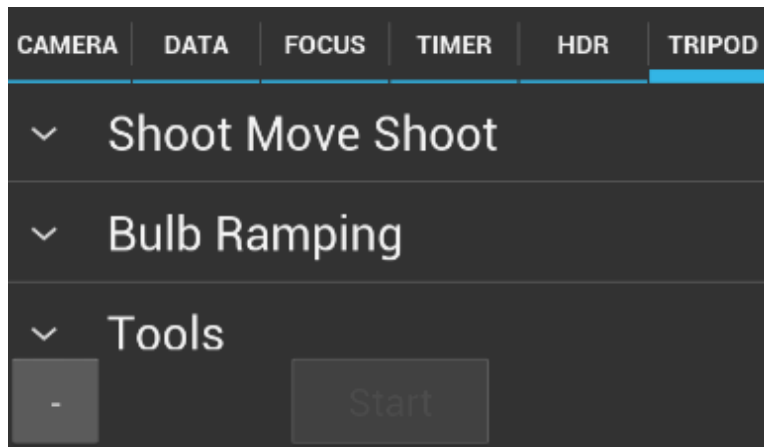 CAMERA DATA FOCUS TIMER HDR TRIPOD
Shoot Move Shoot
Bulb Ramping
Tools
- Start